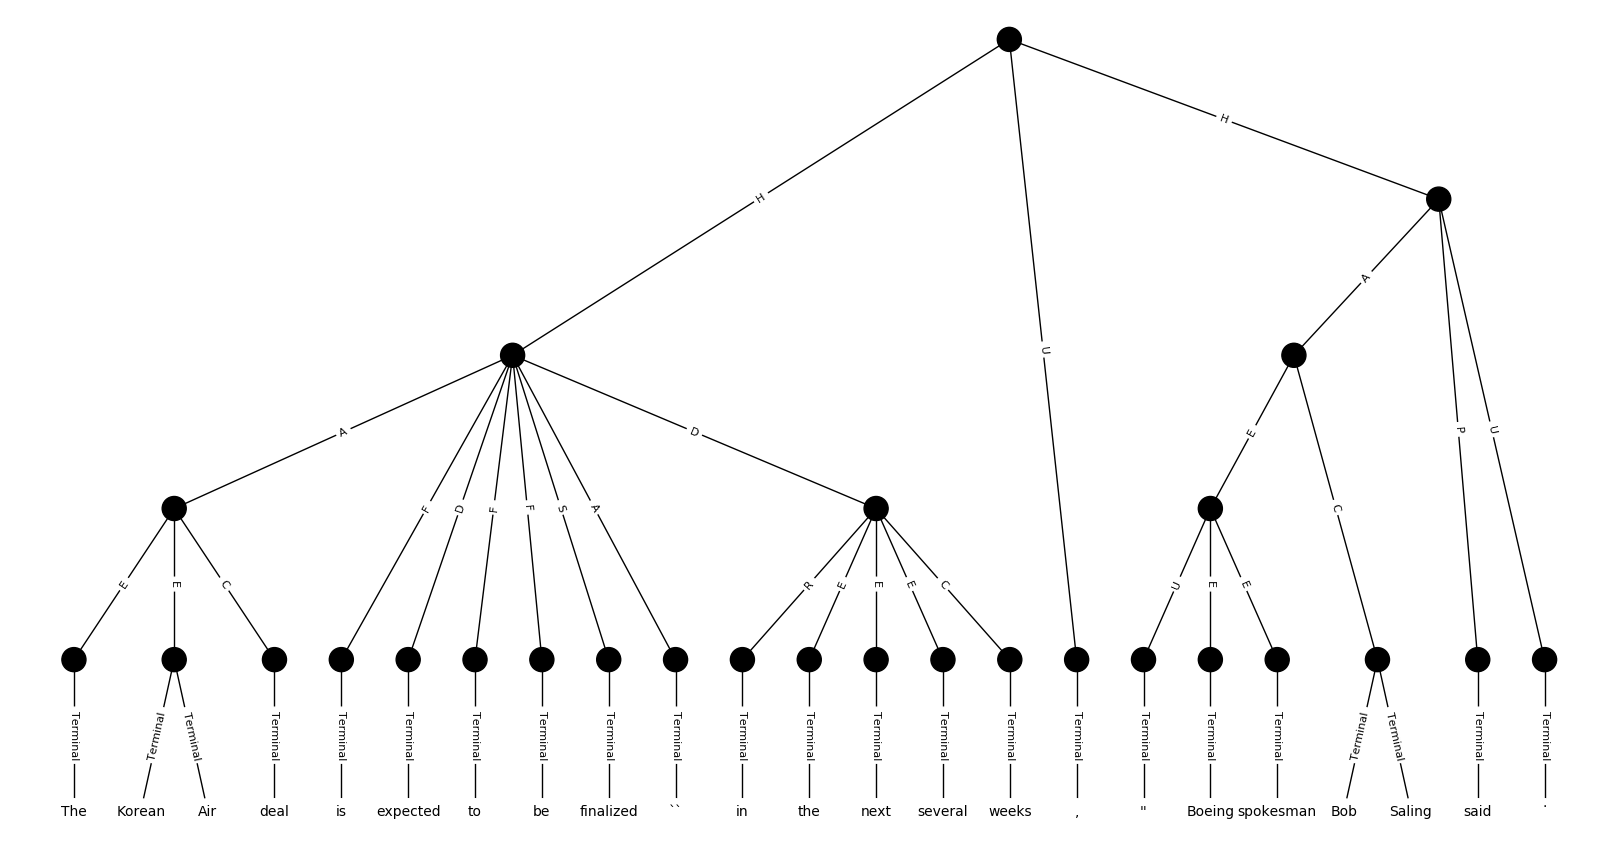 H
H
U
A
A
D
E
C
P
U
F
D
F
F
S
A
E
E
C
R
E
E
E
C
U
E
E
Terminal Terminal Terminal Terminal Terminal Terminal Terminal Terminal Terminal Terminal Terminal Terminal Terminal Terminal Terminal Terminal Terminal Terminal Terminal Terminal Terminal Terminal Terminal
The Korean Air deal is expected to be finalized `` in the next several weeks , " Boeing spokesman Bob Saling said .